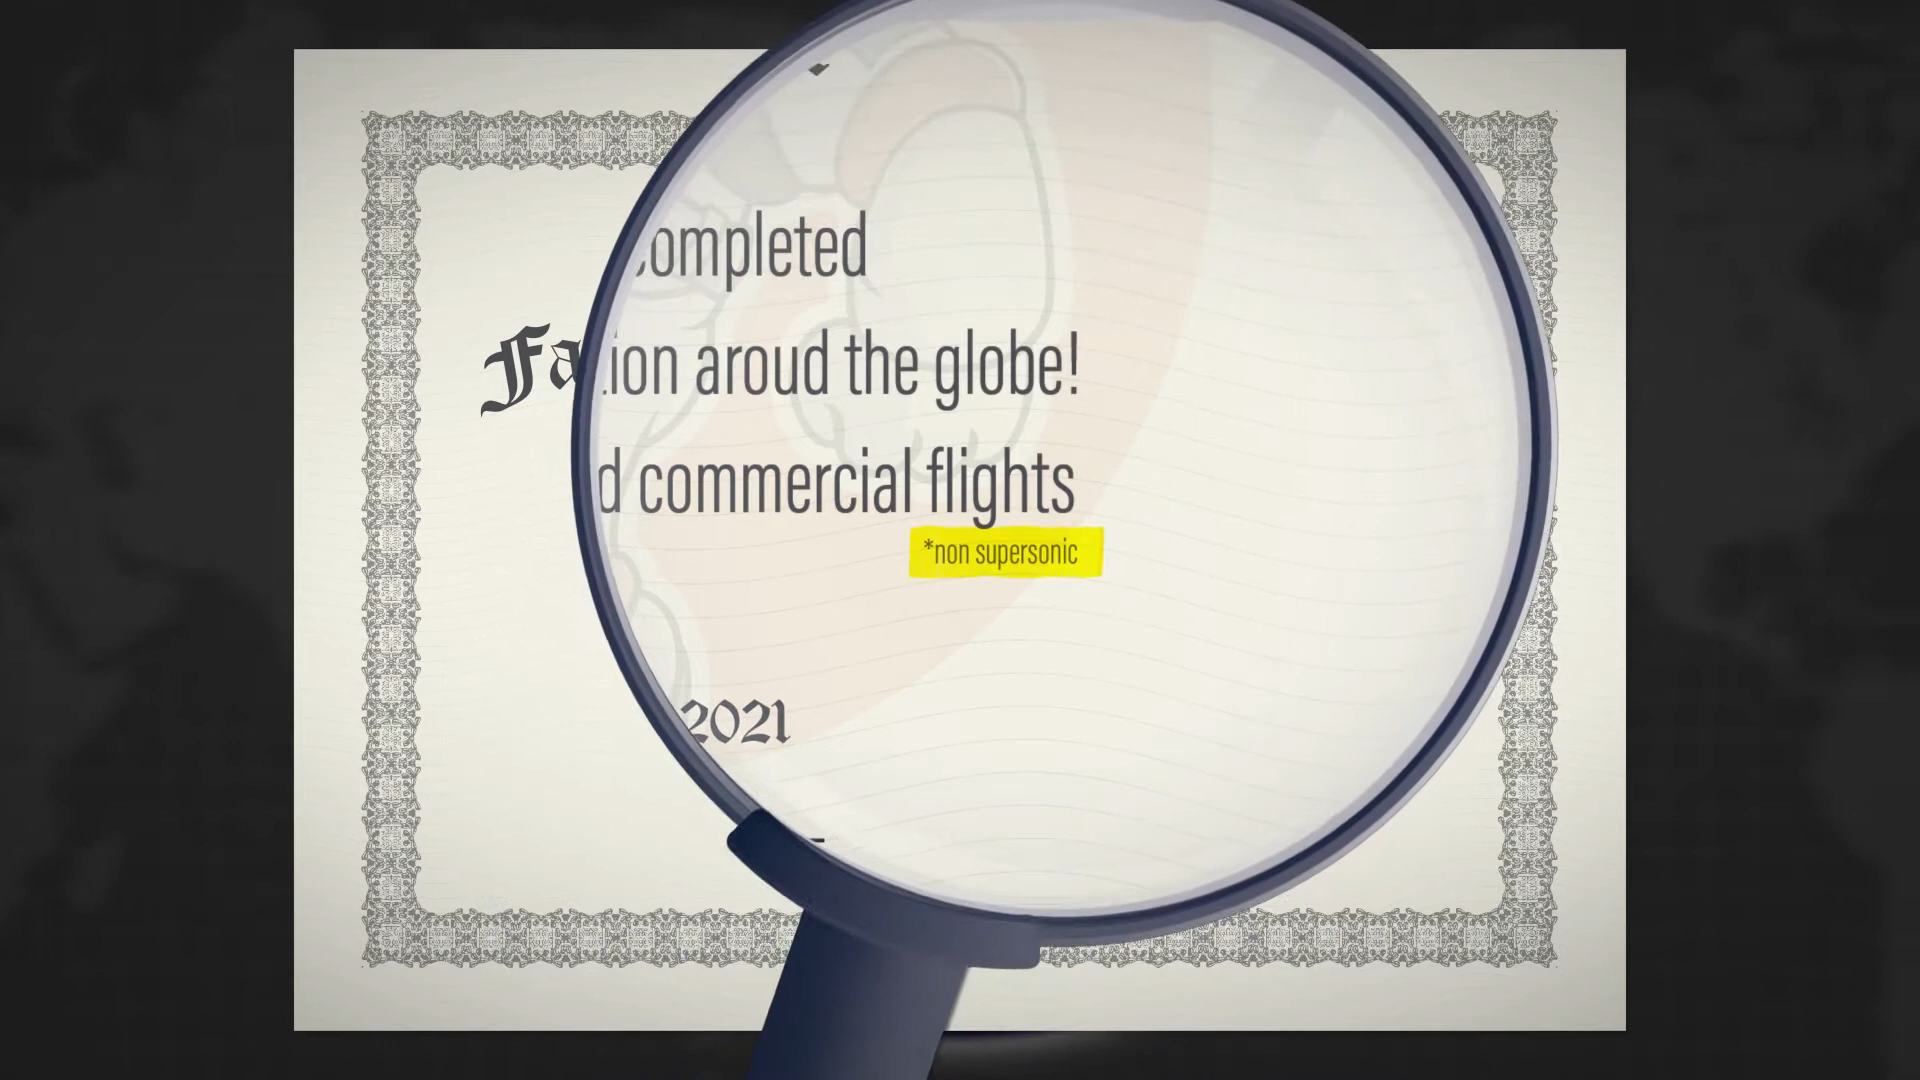 completed
Fa
ion aroud the globe!
d commercial flights
*non supersonic
2021